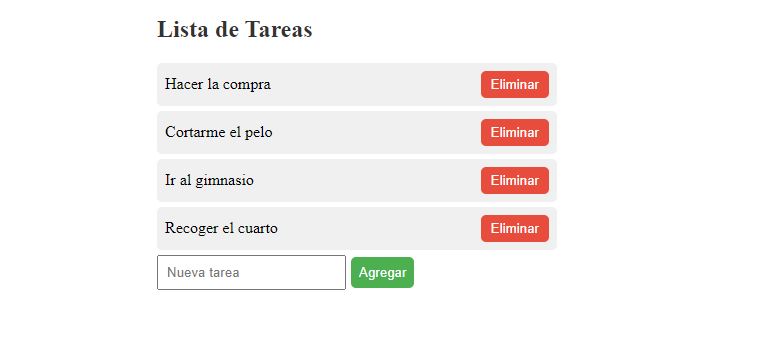 Lista de Tareas
Hacer la compra Eliminar
Cortarme el pelo Eliminar
Ir al gimnasio Eliminar
Recoger el cuarto Eliminar
Nueva tarea Agregar